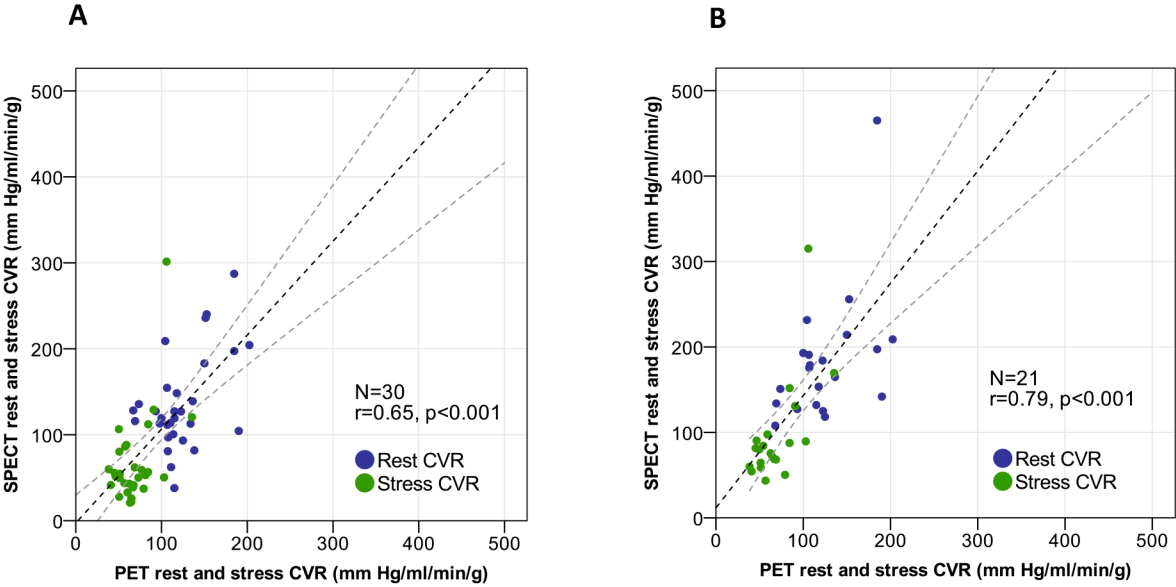 A
SPECT rest and stress CVR (mm Hg/ml/min/g)
500
400
300
200
100
0
N=30
r=0.65, p<0.001
Rest CVR
Stress CVR
0 100 200 300 400 500
PET rest and stress CVR (mm Hg/ml/min/g)
B
SPECT rest and stress CVR (mm Hg/ml/min/g)
500
400
300
200
100
0
N=21
r=0.79, p<0.001
Rest CVR
Stress CVR
0 100 200 300 400 500
PET rest and stress CVR (mm Hg/ml/min/g)